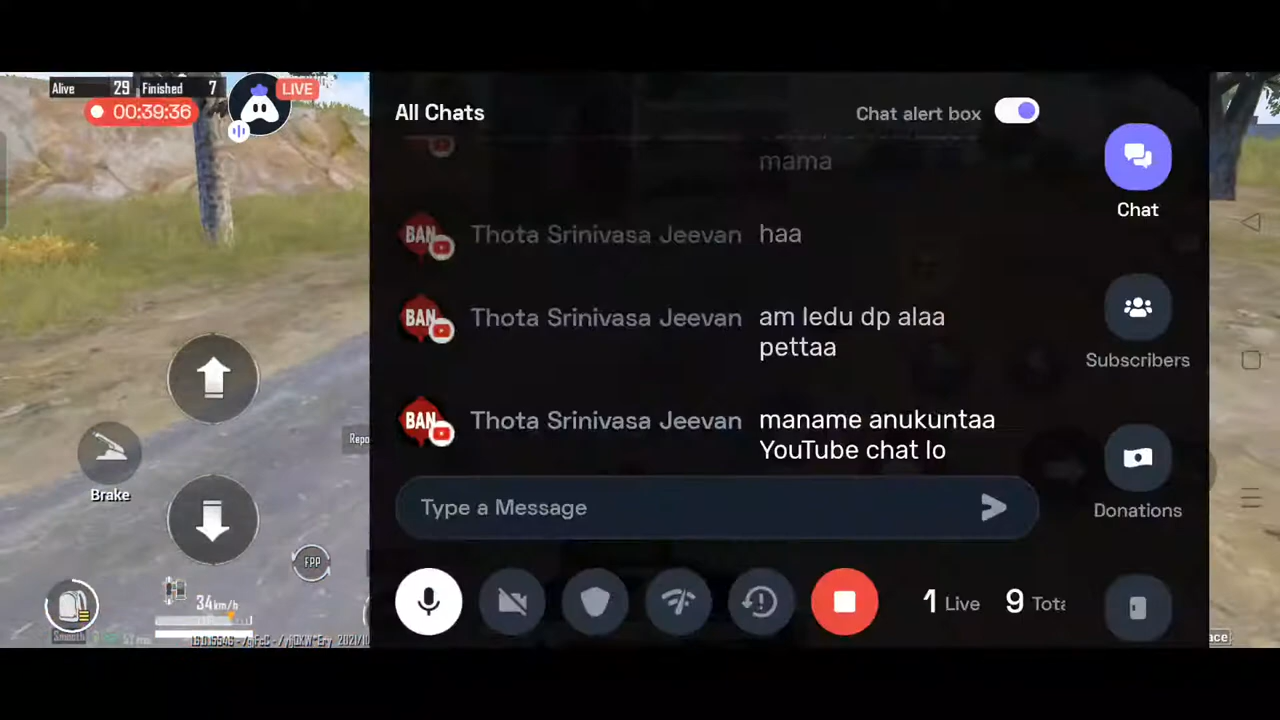 Alive 29 Finished 7
LIVE
00:39:36
All Chats
Chat alert box
mama
Chat
BAN Thota Srinivasa Jeevan haa
BAN Thota Srinivasa Jeevan am ledu dp alaa
pettaa
Subscribers
BAN Thota Srinivasa Jeevan maname anukuntaa
YouTube chat lo
Repo
Brake
Type a Message
Donations
FPP
34km/h
1 Live 9 Tota
Smooth